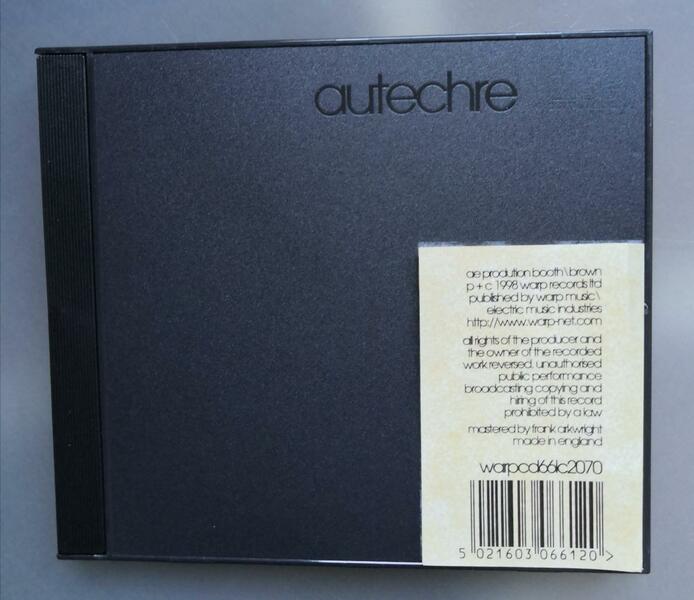 autechre
ae prodution booth\brown
p + c 1998 warp records ltd
published by warp music\
electric music industries
http://www.warp-net.com
all rights of the producer and
the owner of the recorded
work reversed. unauthorised
public performance
broadcasting copying and
hiring of this record
prohibited by a law
mastered by frank arkwright
made in england
warpcd66lc2070
5 021603 066120 >